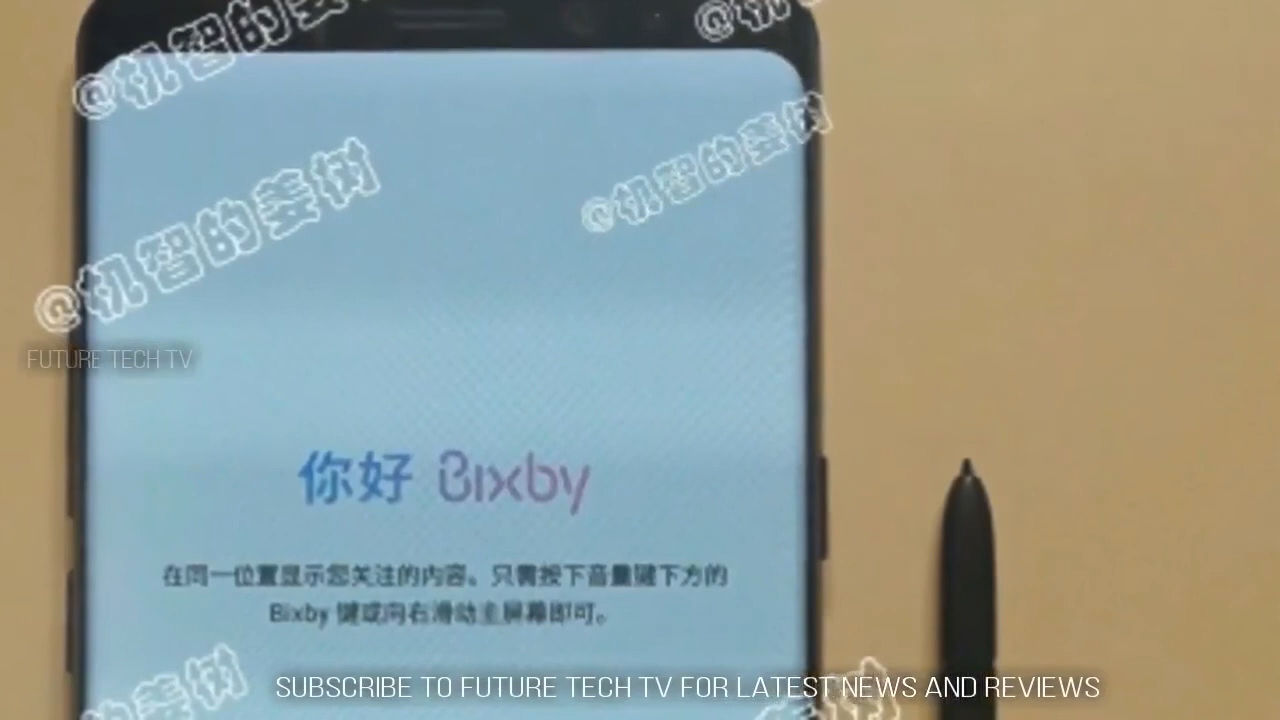 @机智的姜
@机
@机智的姜树
@机智的姜树
FUTURE TECH TV
你好 Bixby
在同一位置显示您关注的内容。只需按下音量键下方的
Bixby 键或向右滑动主屏幕即可。
姜树
SUBSCRIBE TO FUTURE TECH TV FOR LATEST NEWS AND REVIEWS